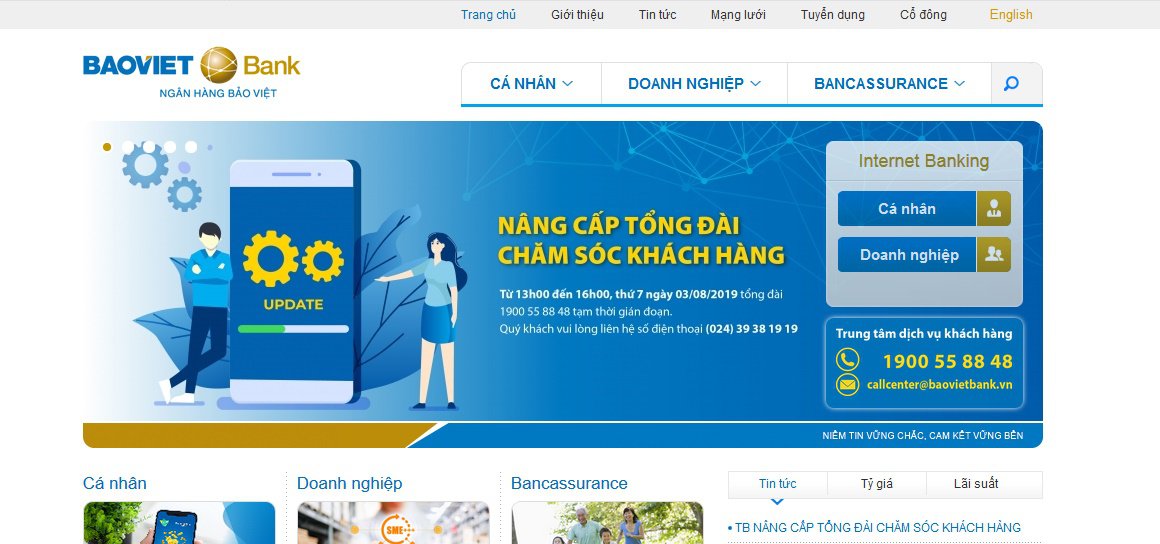 Trang chủ Giới thiệu Tin tức Mạng lưới Tuyển dụng Cổ đông English
BAOVIET Bank
NGÂN HÀNG BẢO VIỆT
CÁ NHÂN DOANH NGHIỆP BANCASSURANCE
Internet Banking
Cá nhân
Doanh nghiệp
NÂNG CẤP TỔNG ĐÀI
CHĂM SÓC KHÁCH HÀNG
UPDATE
Từ 13h00 đến 16h00, thứ 7 ngày 03/08/2019 tổng đài
1900 55 88 48 tạm thời gián đoạn.
Quý khách vui lòng liên hệ số điện thoại (024) 39 38 19 19
Trung tâm dịch vụ khách hàng
1900 55 88 48
callcenter@baovietbank.vn
NIỀM TIN VỮNG CHẮC, CAM KẾT VỮNG BỀN
Cá nhân Doanh nghiệp Bancassurance
Tin tức Tỷ giá Lãi suất
SME
• TB NÂNG CẤP TỔNG ĐÀI CHĂM SÓC KHÁCH HÀNG